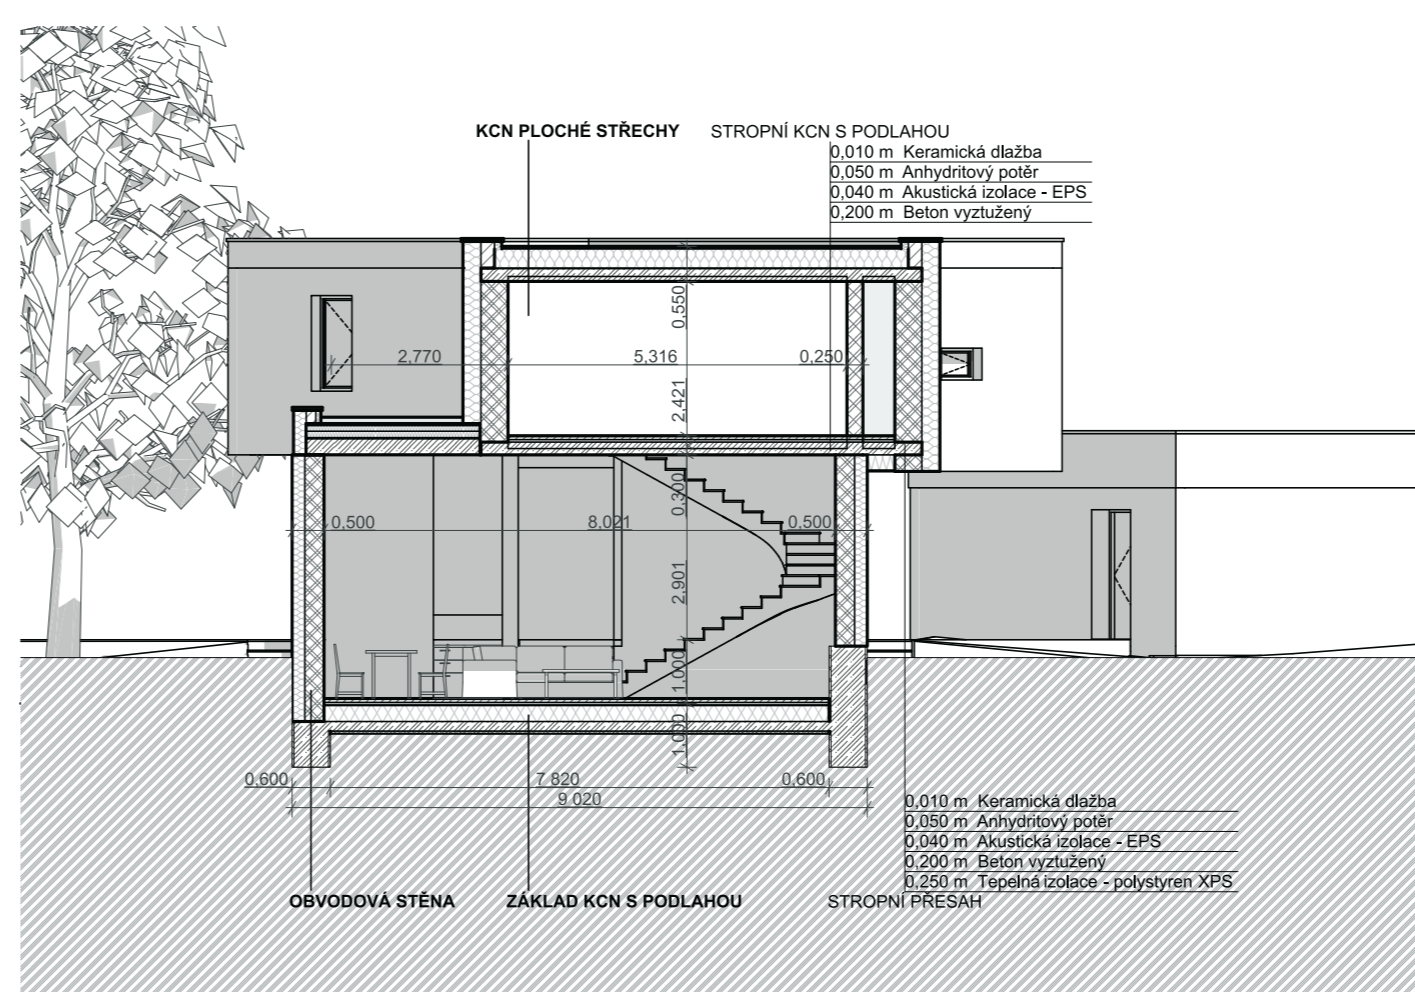 KCN PLOCHÉ STŘECHY
STROPNÍ KCN S PODLAHOU
0,010 m Keramická dlažba
0,050 m Anhydritový potěr
0,040 m Akustická izolace - EPS
0,200 m Beton vyztužený
0,550
2,770
5,316
0,250
2,421
0,300
0,500
8,021
0,500
2,901
1,000
1,000
0,600
7 820
0,600
9 020
0,010 m Keramická dlažba
0,050 m Anhydritový potěr
0,040 m Akustická izolace - EPS
0,200 m Beton vyztužený
0,250 m Tepelná izolace - polystyren XPS
OBVODOVÁ STĚNA
ZÁKLAD KCN S PODLAHOU
STROPNÍ PŘESAH